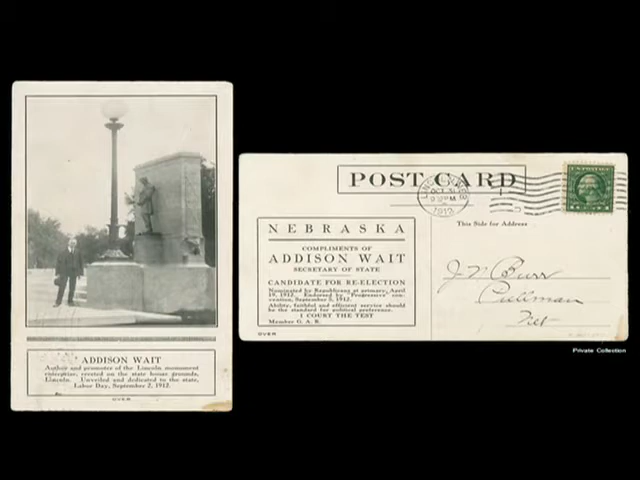 ADDISON WAIT
Author and promoter of the Lincoln monument
enterprise, erected on the state house grounds,
Lincoln. Unveiled and dedicated to the state,
Labor Day, September 2, 1912.
OVER
POST CARD
OCT 31
1912
This Side for Address
NEBRASKA
COMPLIMENTS OF
ADDISON WAIT
SECRETARY OF STATE
CANDIDATE FOR RE-ELECTION
Nominated by Republicans at primary, April
19, 1912. Endorsed by "Progressive" con-
vention, September 3, 1912.
Ability, faithful and efficient service should
be the standard for political preference.
I COURT THE TEST
Member G. A. R.
OVER
J N Burr
Cullman
Private Collection